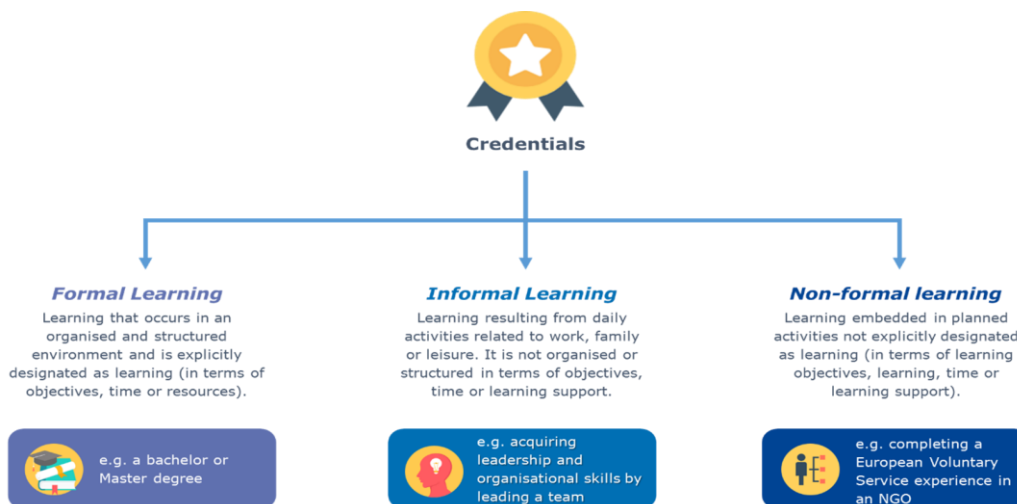 Credentials
Formal Learning
Learning that occurs in an
organised and structured
environment and is explicitly
designated as learning (in terms of
objectives, time or resources).
e.g. a bachelor or
Master degree
Informal Learning
Learning resulting from daily
activities related to work, family
or leisure. It is not organised or
structured in terms of objectives,
time or learning support.
e.g. acquiring
leadership and
organisational skills by
leading a team
Non-formal learning
Learning embedded in planned
activities not explicitly designated
as learning (in terms of learning
objectives, learning, time or
learning support).
e.g. completing a
European Voluntary
Service experience in
an NGO